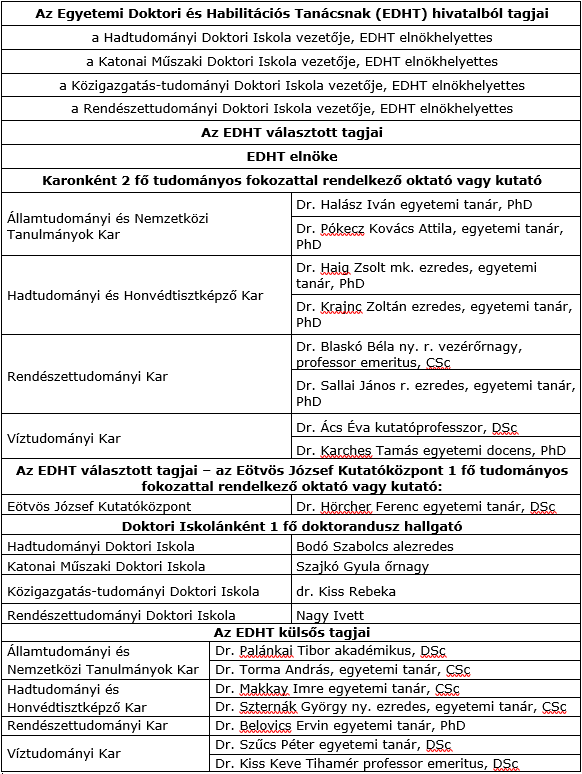 Az Egyetemi Doktori és Habilitációs Tanácsnak (EDHT) hivatalból tagjai
a Hadtudományi Doktori Iskola vezetője, EDHT elnökhelyettes
a Katonai Műszaki Doktori Iskola vezetője, EDHT elnökhelyettes
a Közigazgatás-tudományi Doktori Iskola vezetője, EDHT elnökhelyettes
a Rendészettudományi Doktori Iskola vezetője, EDHT elnökhelyettes
Az EDHT választott tagjai
EDHT elnöke
Karonként 2 fő tudományos fokozattal rendelkező oktató vagy kutató
Államtudományi és Nemzetközi
Tanulmányok Kar
Dr. Halász Iván egyetemi tanár, PhD
Dr. Pókecz Kovács Attila, egyetemi tanár,
PhD
Hadtudományi és Honvédtisztképző Kar
Dr. Haig Zsolt mk. ezredes, egyetemi
tanár, PhD
Dr. Krajnc Zoltán ezredes, egyetemi tanár,
PhD
Rendészettudományi Kar
Dr. Blaskó Béla ny. r. vezérőrnagy,
professor emeritus, CSc
Dr. Sallai János r. ezredes, egyetemi tanár,
PhD
Víztudományi Kar
Dr. Ács Éva kutatóprofesszor, DSc
Dr. Karches Tamás egyetemi docens, PhD
Az EDHT választott tagjai – az Eötvös József Kutatóközpont 1 fő tudományos
fokozattal rendelkező oktató vagy kutató:
Eötvös József Kutatóközpont
Dr. Hörcher Ferenc egyetemi tanár, DSc
Doktori Iskolánként 1 fő doktorandusz hallgató
Hadtudományi Doktori Iskola
Bodó Szabolcs alezredes
Katonai Műszaki Doktori Iskola
Szajkó Gyula őrnagy
Közigazgatás-tudományi Doktori Iskola
dr. Kiss Rebeka
Rendészettudományi Doktori Iskola
Nagy Ivett
Az EDHT külsős tagjai
Államtudományi és
Nemzetközi Tanulmányok Kar
Dr. Palánkai Tibor akadémikus, DSc
Dr. Torma András, egyetemi tanár, CSc
Hadtudományi és
Honvédtisztképző Kar
Dr. Makkay Imre egyetemi tanár, CSc
Dr. Szternák György ny. ezredes, egyetemi tanár, CSc
Rendészettudományi Kar
Dr. Belovics Ervin egyetemi tanár, PhD
Víztudományi Kar
Dr. Szűcs Péter egyetemi tanár, DSc
Dr. Kiss Keve Tihamér professor emeritus, DSc